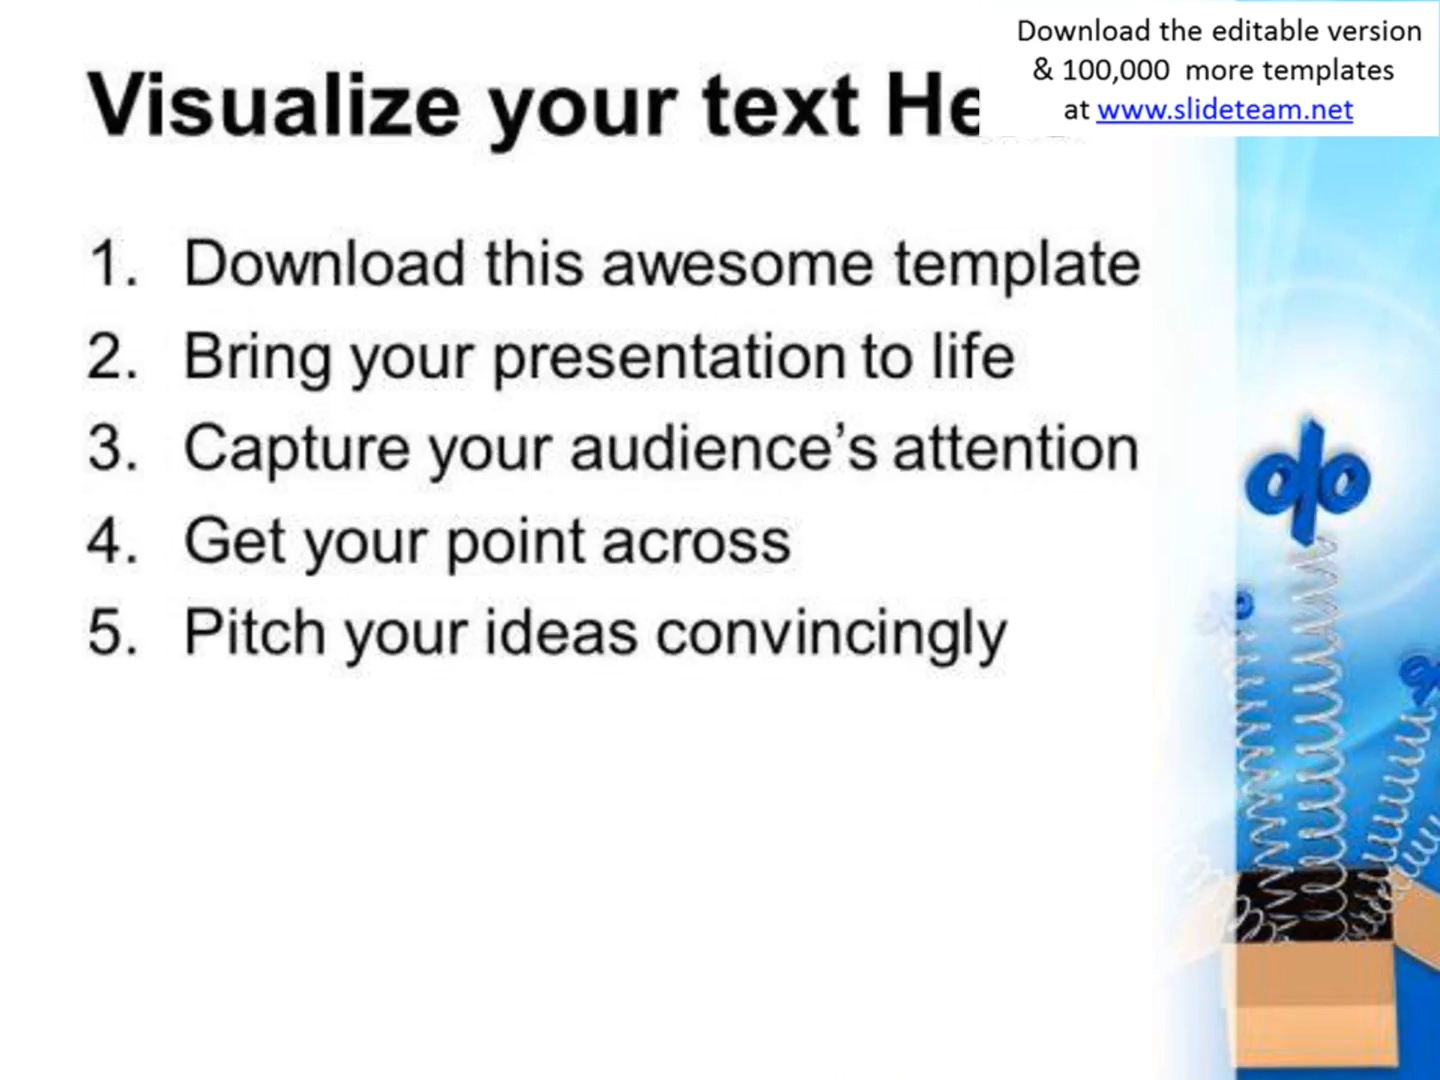 Download the editable version
& 100,000 more templates
at www.slideteam.net
Visualize your text
1. Download this awesome template
2. Bring your presentation to life
3. Capture your audience’s attention
4. Get your point across
5. Pitch your ideas convincingly